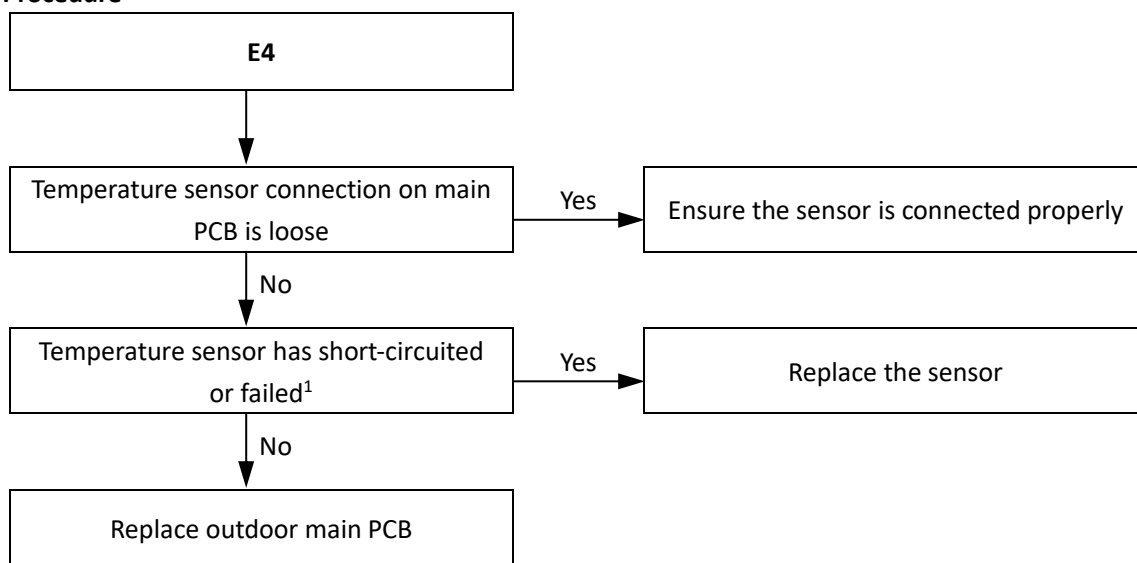 Procedure
E4
Temperature sensor connection on main
PCB is loose
Yes
Ensure the sensor is connected properly
No
Temperature sensor has short-circuited
or failed1
Yes
Replace the sensor
No
Replace outdoor main PCB